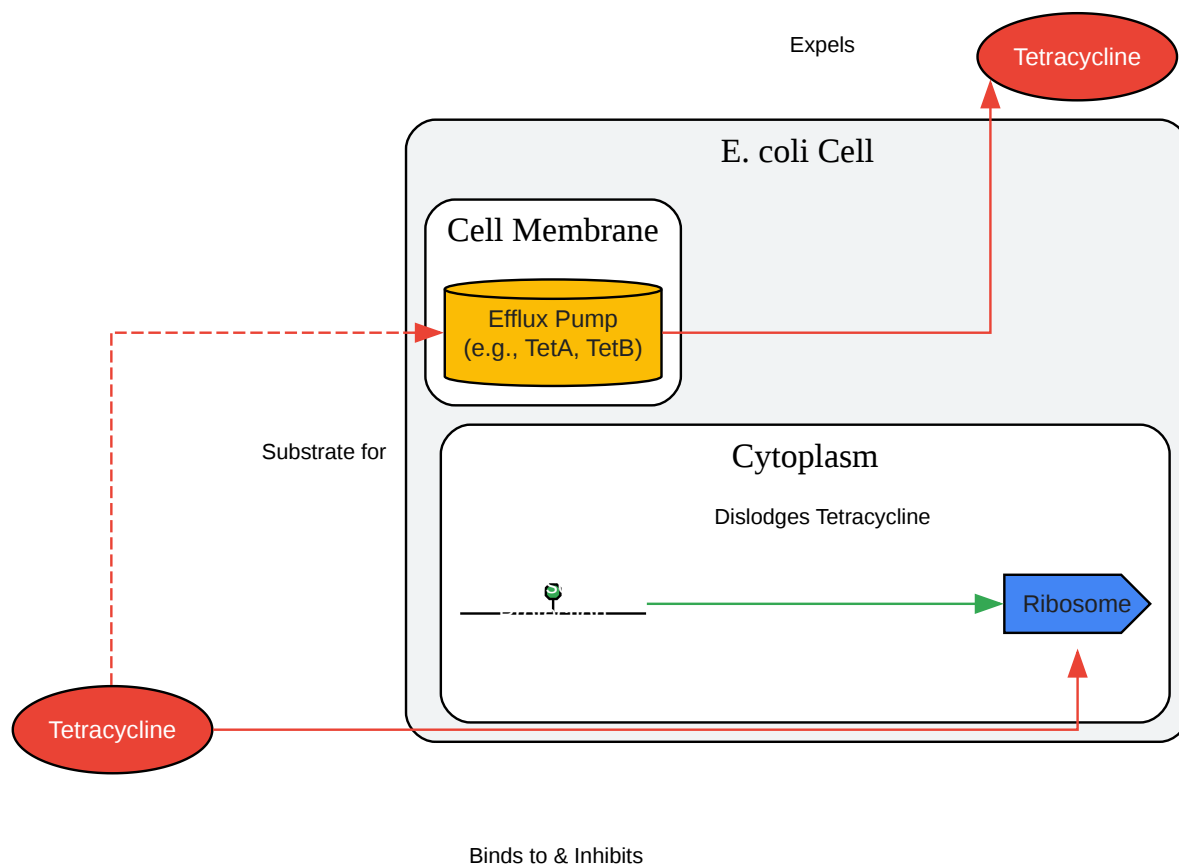 Expels
Tetracycline
E. coli Cell
Cell Membrane
Efflux Pump
(e.g., TetA, TetB)
Substrate for
Cytoplasm
Dislodges Tetracycline
Ribosome
Tetracycline
Binds to & Inhibits